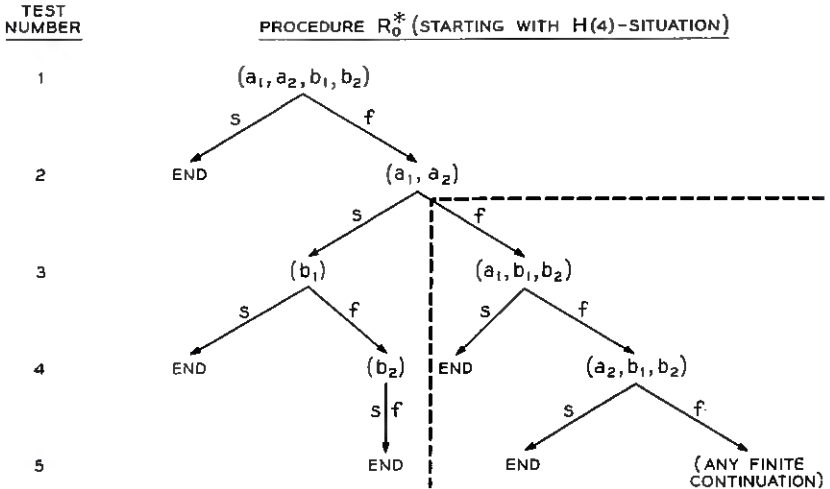 TEST NUMBER
PROCEDURE R₀* (STARTING WITH H(4)-SITUATION)
1
(a₁, a₂, b₁, b₂)
s f
2
END
(a₁, a₂)
s f
3
(b₁)
(a₁, b₁, b₂)
s f
s f
4
END
(b₂)
END
(a₂, b₁, b₂)
s f
s f
5
END
END
(ANY FINITE CONTINUATION)